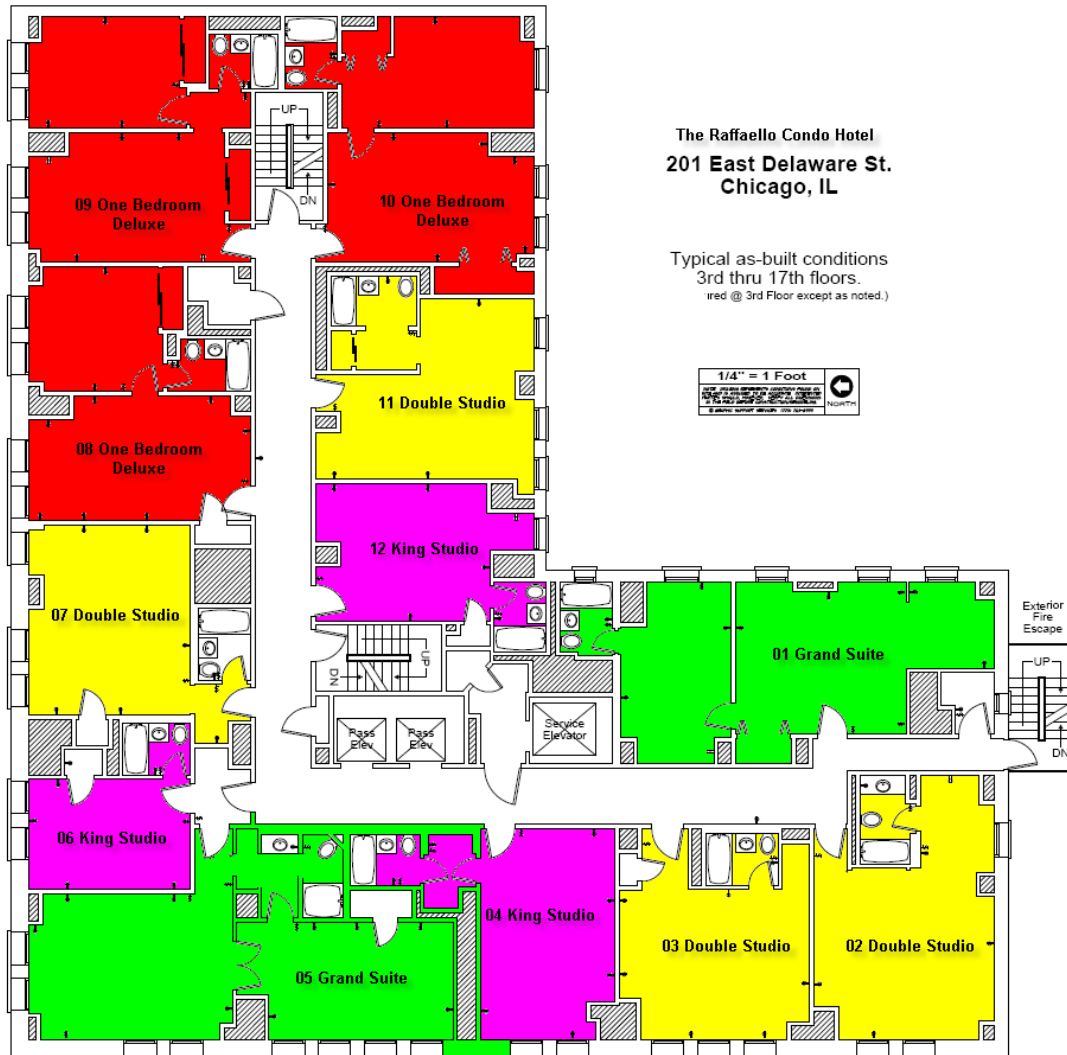 The Raffaello Condo Hotel
201 East Delaware St.
Chicago, IL
Typical as-built conditions
3rd thru 17th floors.
ured @ 3rd Floor except as noted.)
1/4" = 1 Foot
NORTH
UP
DN
09 One Bedroom
Deluxe
10 One Bedroom
Deluxe
11 Double Studio
08 One Bedroom
Deluxe
12 King Studio
07 Double Studio
UP
DN
Pass
Elev
Pass
Elev
Service
Elevator
01 Grand Suite
Exterior
Fire
Escape
UP
DN
06 King Studio
04 King Studio
05 Grand Suite
03 Double Studio
02 Double Studio